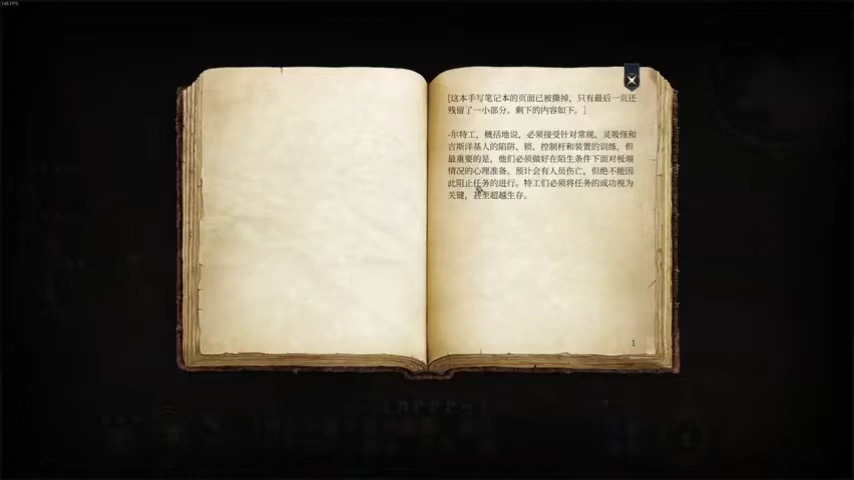 [这本手写笔记本的页面已被撕掉，只有最后一页还
残留了一小部分。剩下的内容如下。]
-尔特工，概括地说，必须接受针对常规、灵吸怪和
吉斯洋基人的陷阱、锁、控制杆和装置的训练，但
最重要的是，他们必须做好在陌生条件下面对极端
情况的心理准备。预计会有人员伤亡，但绝不能因
此阻止任务的进行。特工们必须将任务的成功视为
关键，甚至超越生存。
1